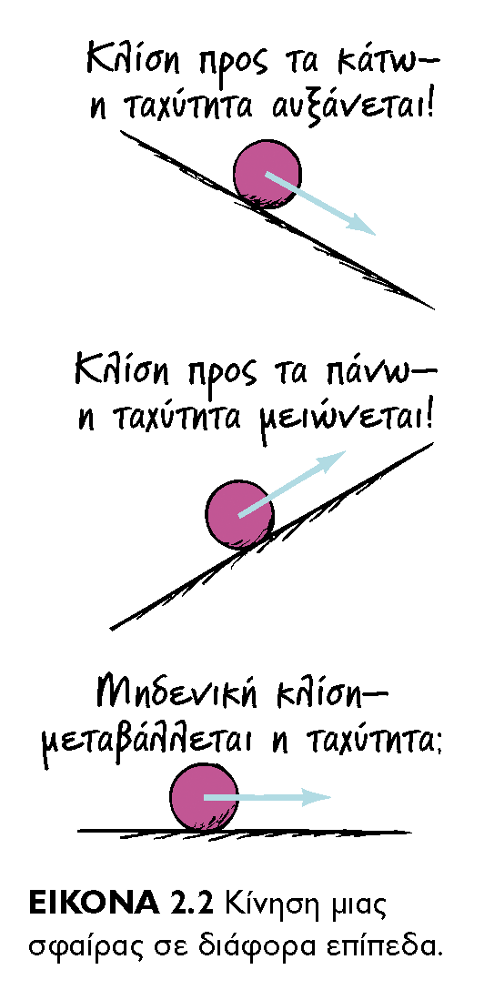 Κλίση προς τα κάτω—
η ταχύτητα αυξάνεται!
Κλίση προς τα πάνω—
η ταχύτητα μειώνεται!
Μηδενική κλίση—
μεταβάλλεται η ταχύτητα;
ΕΙΚΟΝΑ 2.2 Κίνηση μιας
σφαίρας σε διάφορα επίπεδα.